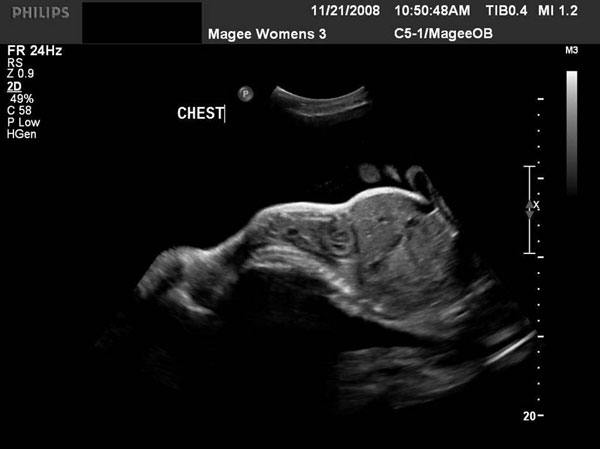 PHILIPS
11/21/2008 10:50:48AM TIB0.4 MI 1.2
Magee Womens 3 C5-1/MageeOB
FR 24Hz
RS
Z 0.9
2D
49%
C 58
P Low
HGen
M3
P
CHEST
X
20